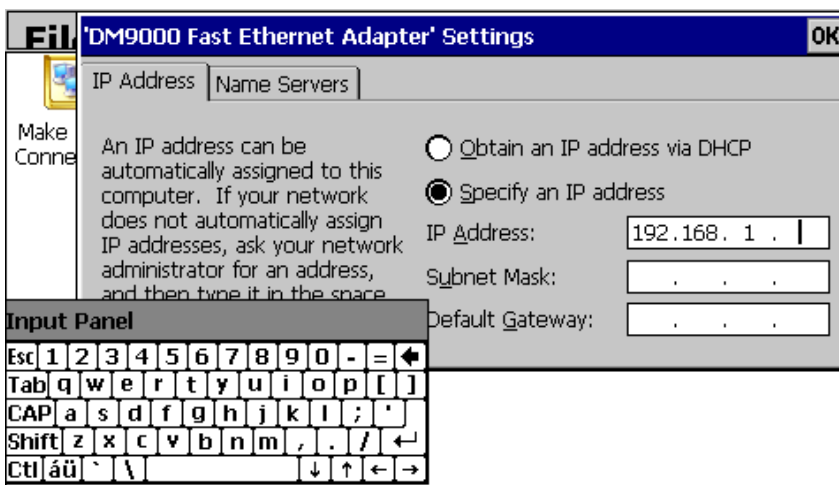 File
'DM9000 Fast Ethernet Adapter' Settings
OK
IP Address
Name Servers
Make
Conne
An IP address can be
automatically assigned to this
computer. If your network
does not automatically assign
IP addresses, ask your network
administrator for an address,
and then type it in the space
Obtain an IP address via DHCP
Specify an IP address
IP Address:
192.168. 1 .
Subnet Mask:
. . .
Default Gateway:
. . .
Input Panel
Esc 1 2 3 4 5 6 7 8 9 0 - = 🡄
Tab q w e r t y u i o p [ ]
CAP a s d f g h j k l ; '
Shift z x c v b n m , . / ↵
Ctl áü ` \ ↓ ↑ ← →